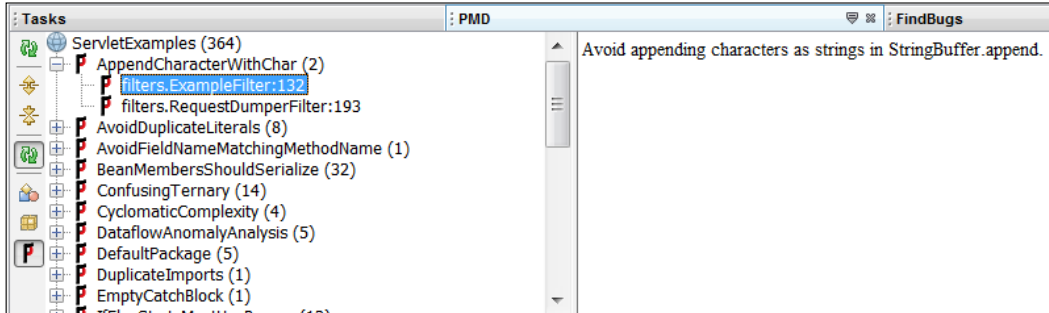 Tasks
PMD
FindBugs
ServletExamples (364)
AppendCharacterWithChar (2)
filters.ExampleFilter:132
filters.RequestDumperFilter:193
AvoidDuplicateLiterals (8)
AvoidFieldNameMatchingMethodName (1)
BeanMembersShouldSerialize (32)
ConfusingTernary (14)
CyclomaticComplexity (4)
DataflowAnomalyAnalysis (5)
DefaultPackage (5)
DuplicateImports (1)
EmptyCatchBlock (1)
Avoid appending characters as strings in StringBuffer.append.